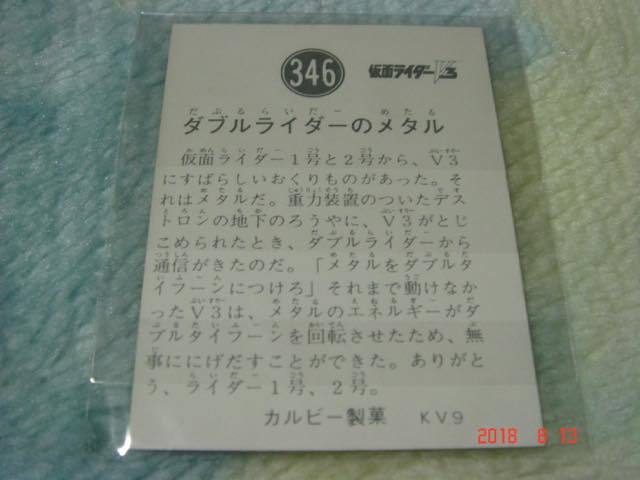 346
仮面ライダーV3
だぶるらいだー めたる
ダブルライダーのメタル
仮面ライダー1号と2号から、V3
にすばらしいおくりものがあった。そ
れはメタルだ。重力装置のついたデス
トロンの地下のろうやに、V3がとじ
こめられたとき、ダブルライダーから
通信がきたのだ。「メタルをダブルタ
イフーンにつけろ」それまで動けなか
ったV3は、メタルのエネルギーがダ
ブルタイフーンを回転させたため、無
事ににげだすことができた。ありがと
う、ライダー1号、2号。
カルビー製菓 KV9
2018 8 13